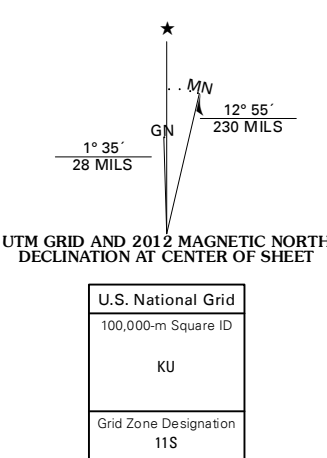 ★
MN
GN
12° 55´
230 MILS
1° 35´
28 MILS
UTM GRID AND 2012 MAGNETIC NORTH
DECLINATION AT CENTER OF SHEET
U.S. National Grid
100,000-m Square ID
KU
Grid Zone Designation
11S